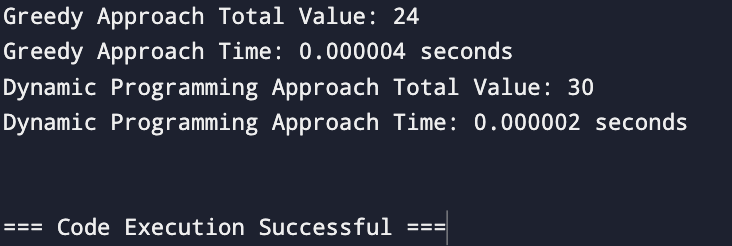 Greedy Approach Total Value: 24
Greedy Approach Time: 0.000004 seconds
Dynamic Programming Approach Total Value: 30
Dynamic Programming Approach Time: 0.000002 seconds
=== Code Execution Successful ===